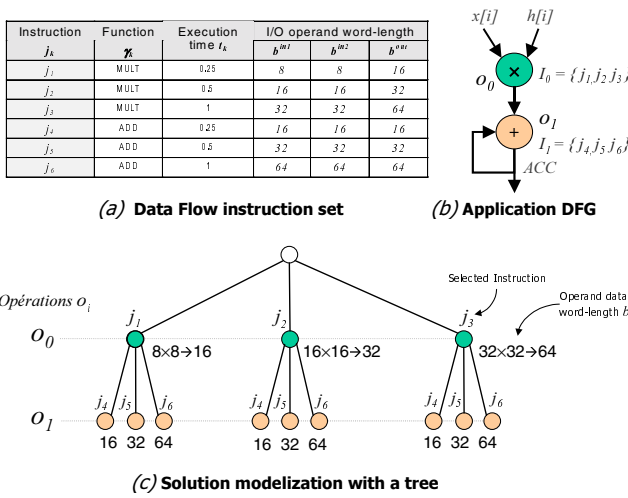 Instruction Function Execution I/O operand word-length
j_k γ_k time t_k b^in1 b^in2 b^out
j_1 MULT 0.25 8 8 16
j_2 MULT 0.5 16 16 32
j_3 MULT 1 32 32 64
j_4 ADD 0.25 16 16 16
j_5 ADD 0.5 32 32 32
j_6 ADD 1 64 64 64
(a) Data Flow instruction set
x[i] h[i]
×
o_0 I_0 = {j_1, j_2 j_3 }
o_1
+
I_1 = {j_4, j_5 j_6 }
ACC
(b) Application DFG
Opérations o_i
Selected Instruction
Operand data
word-length b
j_1 j_2 j_3
o_0
8×8→16 16×16→32 32×32→64
j_4 j_5 j_6 j_4 j_5 j_6 j_4 j_5 j_6
o_1
16 32 64 16 32 64 16 32 64
(c) Solution modelization with a tree